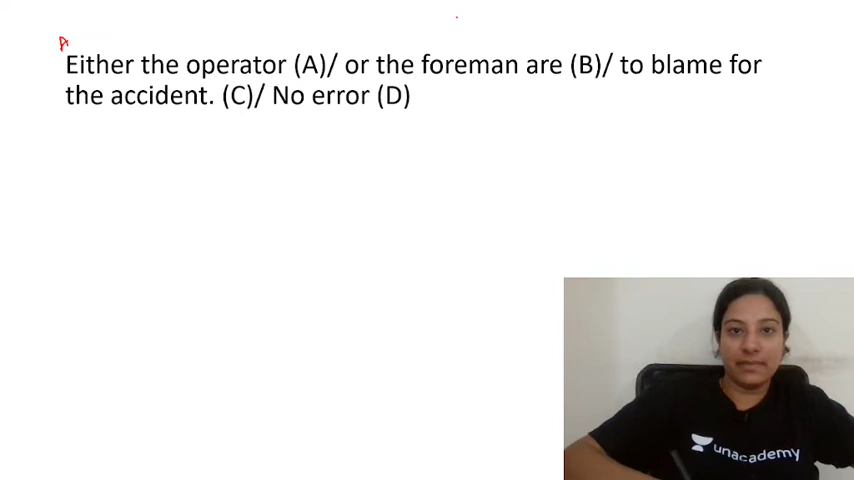 A
Either the operator (A)/ or the foreman are (B)/ to blame for
the accident. (C)/ No error (D)
unacademy